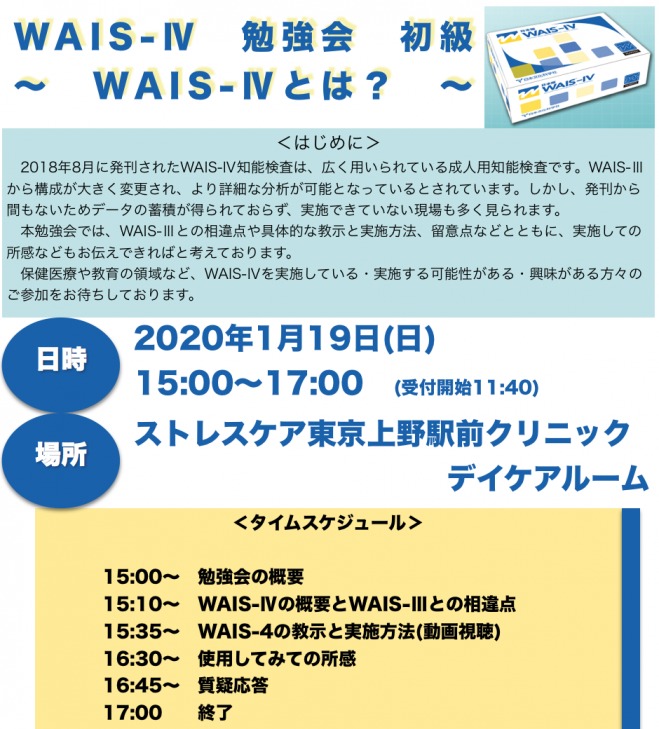 WAIS-Ⅳ 勉強会 初級
～ WAIS-Ⅳとは？ ～
WAIS-IV
日本文化科学社
WAIS-IV
＜はじめに＞
2018年8月に発刊されたWAIS-IV知能検査は、広く用いられている成人用知能検査です。WAIS-Ⅲ
から構成が大きく変更され、より詳細な分析が可能となっているとされています。しかし、発刊から
間もないためデータの蓄積が得られておらず、実施できていない現場も多く見られます。
本勉強会では、WAIS-Ⅲとの相違点や具体的な教示と実施方法、留意点などとともに、実施しての
所感などもお伝えできればと考えております。
保健医療や教育の領域など、WAIS-IVを実施している・実施する可能性がある・興味がある方々の
ご参加をお待ちしております。
日時
2020年1月19日(日)
15:00～17:00 (受付開始11:40)
場所
ストレスケア東京上野駅前クリニック
デイケアルーム
＜タイムスケジュール＞
15:00～ 勉強会の概要
15:10～ WAIS-Ⅳの概要とWAIS-Ⅲとの相違点
15:35～ WAIS-4の教示と実施方法(動画視聴)
16:30～ 使用してみての所感
16:45～ 質疑応答
17:00 終了